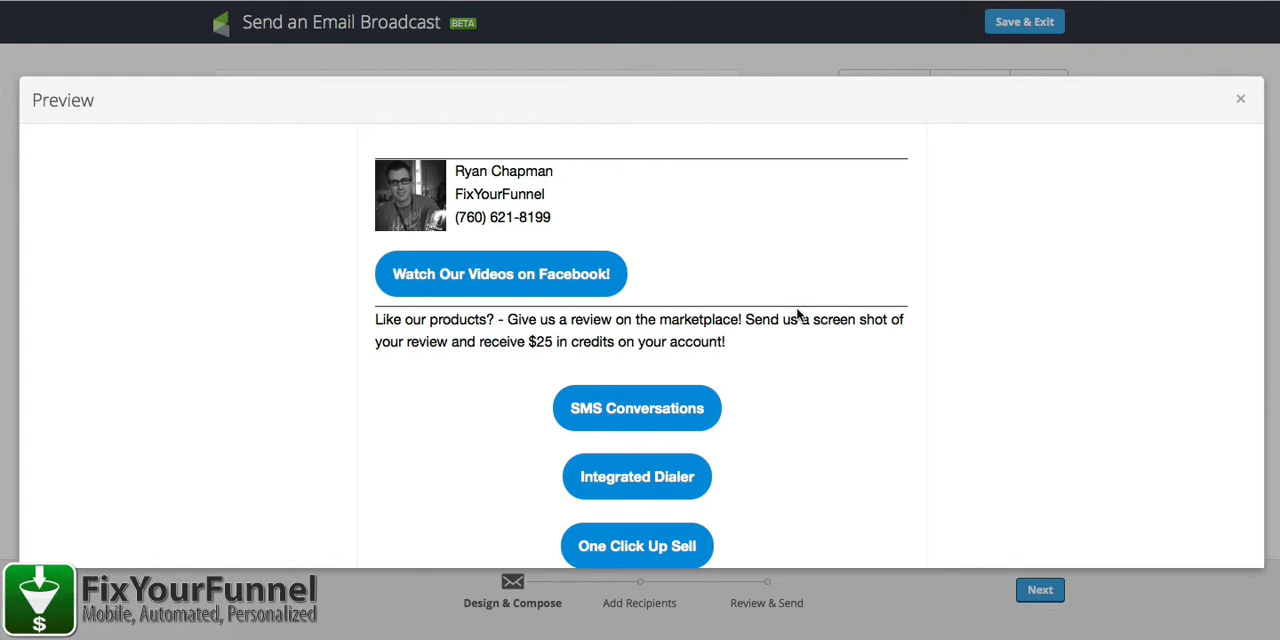 Send an Email Broadcast BETA
Save & Exit
Preview
×
Ryan Chapman
FixYourFunnel
(760) 621-8199
Watch Our Videos on Facebook!
Like our products? - Give us a review on the marketplace! Send us a screen shot of
your review and receive $25 in credits on your account!
SMS Conversations
Integrated Dialer
One Click Up Sell
$
FixYourFunnel
Mobile, Automated, Personalized
Design & Compose
Add Recipients
Review & Send
Next